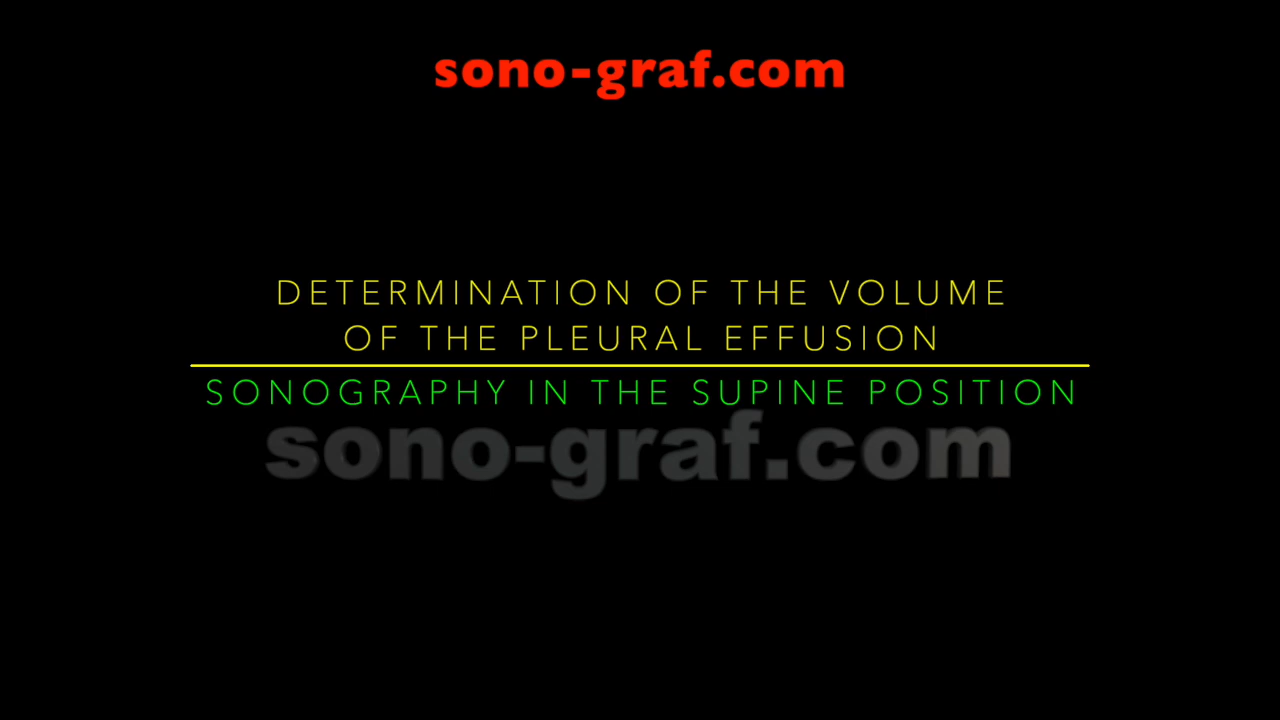 sono-graf.com
DETERMINATION OF THE VOLUME
OF THE PLEURAL EFFUSION
SONOGRAPHY IN THE SUPINE POSITION
sono-graf.com